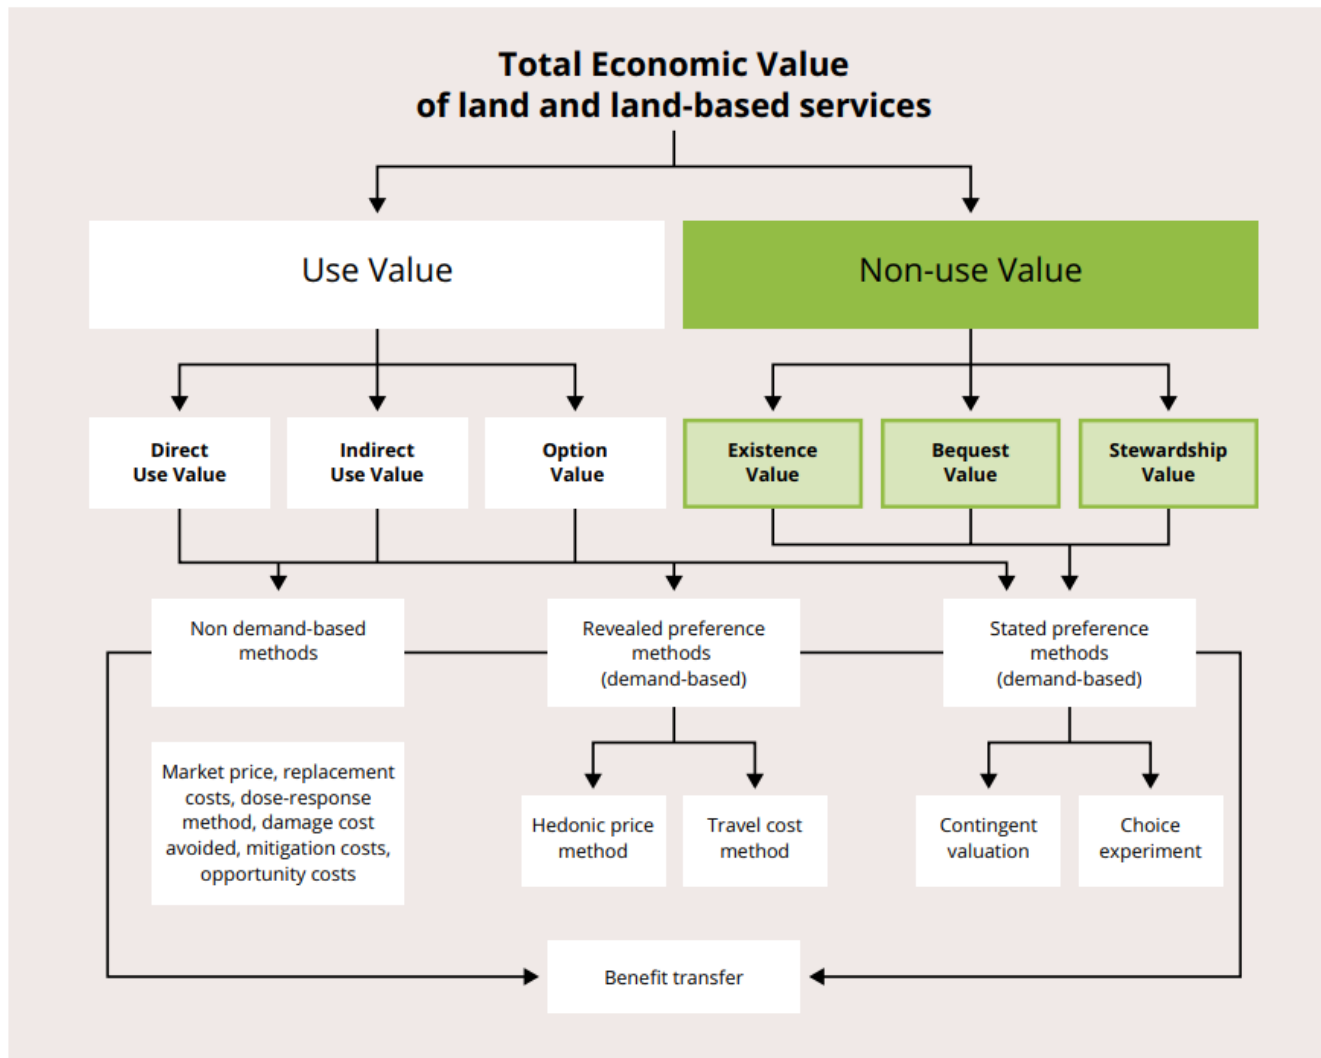 Total Economic Value
of land and land-based services
Use Value
Non-use Value
Direct
Use Value
Indirect
Use Value
Option
Value
Existence
Value
Bequest
Value
Stewardship
Value
Non demand-based
methods
Revealed preference
methods
(demand-based)
Stated preference
methods
(demand-based)
Market price, replacement
costs, dose-response
method, damage cost
avoided, mitigation costs,
opportunity costs
Hedonic price
method
Travel cost
method
Contingent
valuation
Choice
experiment
Benefit transfer